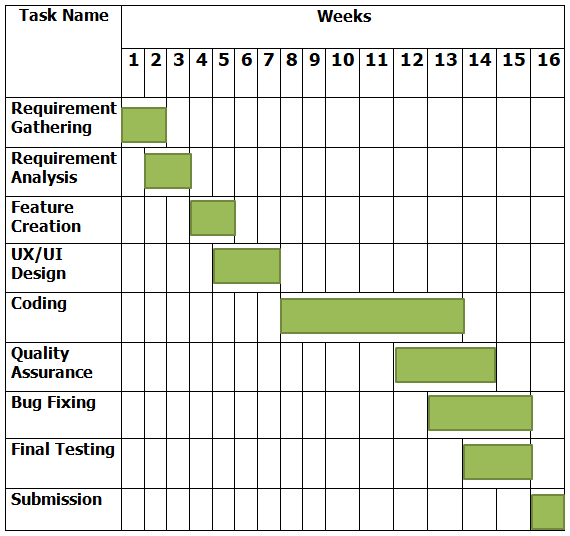 Task Name
Weeks
1 2 3 4 5 6 7 8 9 10 11 12 13 14 15 16
Requirement
Gathering
Requirement
Analysis
Feature
Creation
UX/UI
Design
Coding
Quality
Assurance
Bug Fixing
Final Testing
Submission